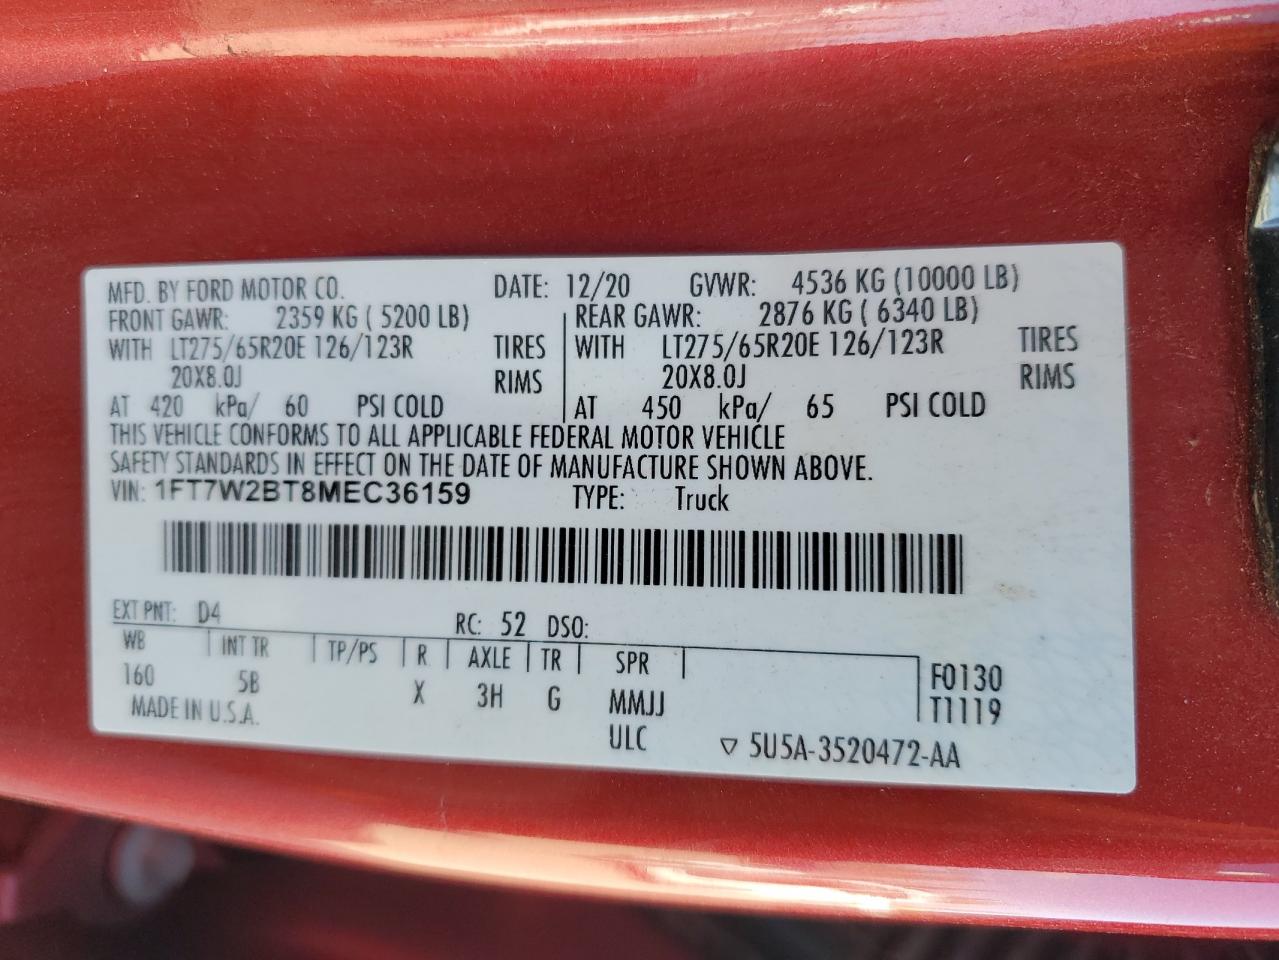 MFD. BY FORD MOTOR CO. DATE: 12/20 GVWR: 4536 KG (10000 LB)
FRONT GAWR: 2359 KG ( 5200 LB) REAR GAWR: 2876 KG ( 6340 LB)
WITH LT275/65R20E 126/123R TIRES WITH LT275/65R20E 126/123R TIRES
20X8.0J RIMS 20X8.0J RIMS
AT 420 kPa/ 60 PSI COLD AT 450 kPa/ 65 PSI COLD
THIS VEHICLE CONFORMS TO ALL APPLICABLE FEDERAL MOTOR VEHICLE
SAFETY STANDARDS IN EFFECT ON THE DATE OF MANUFACTURE SHOWN ABOVE.
VIN: 1FT7W2BT8MEC36159 TYPE: Truck
EXT PNT: D4 RC: 52 DSO:
WB INT TR TP/PS R AXLE TR SPR F0130
160 5B X 3H G MMJJ T1119
MADE IN U.S.A. ULC ▽ 5U5A-3520472-AA